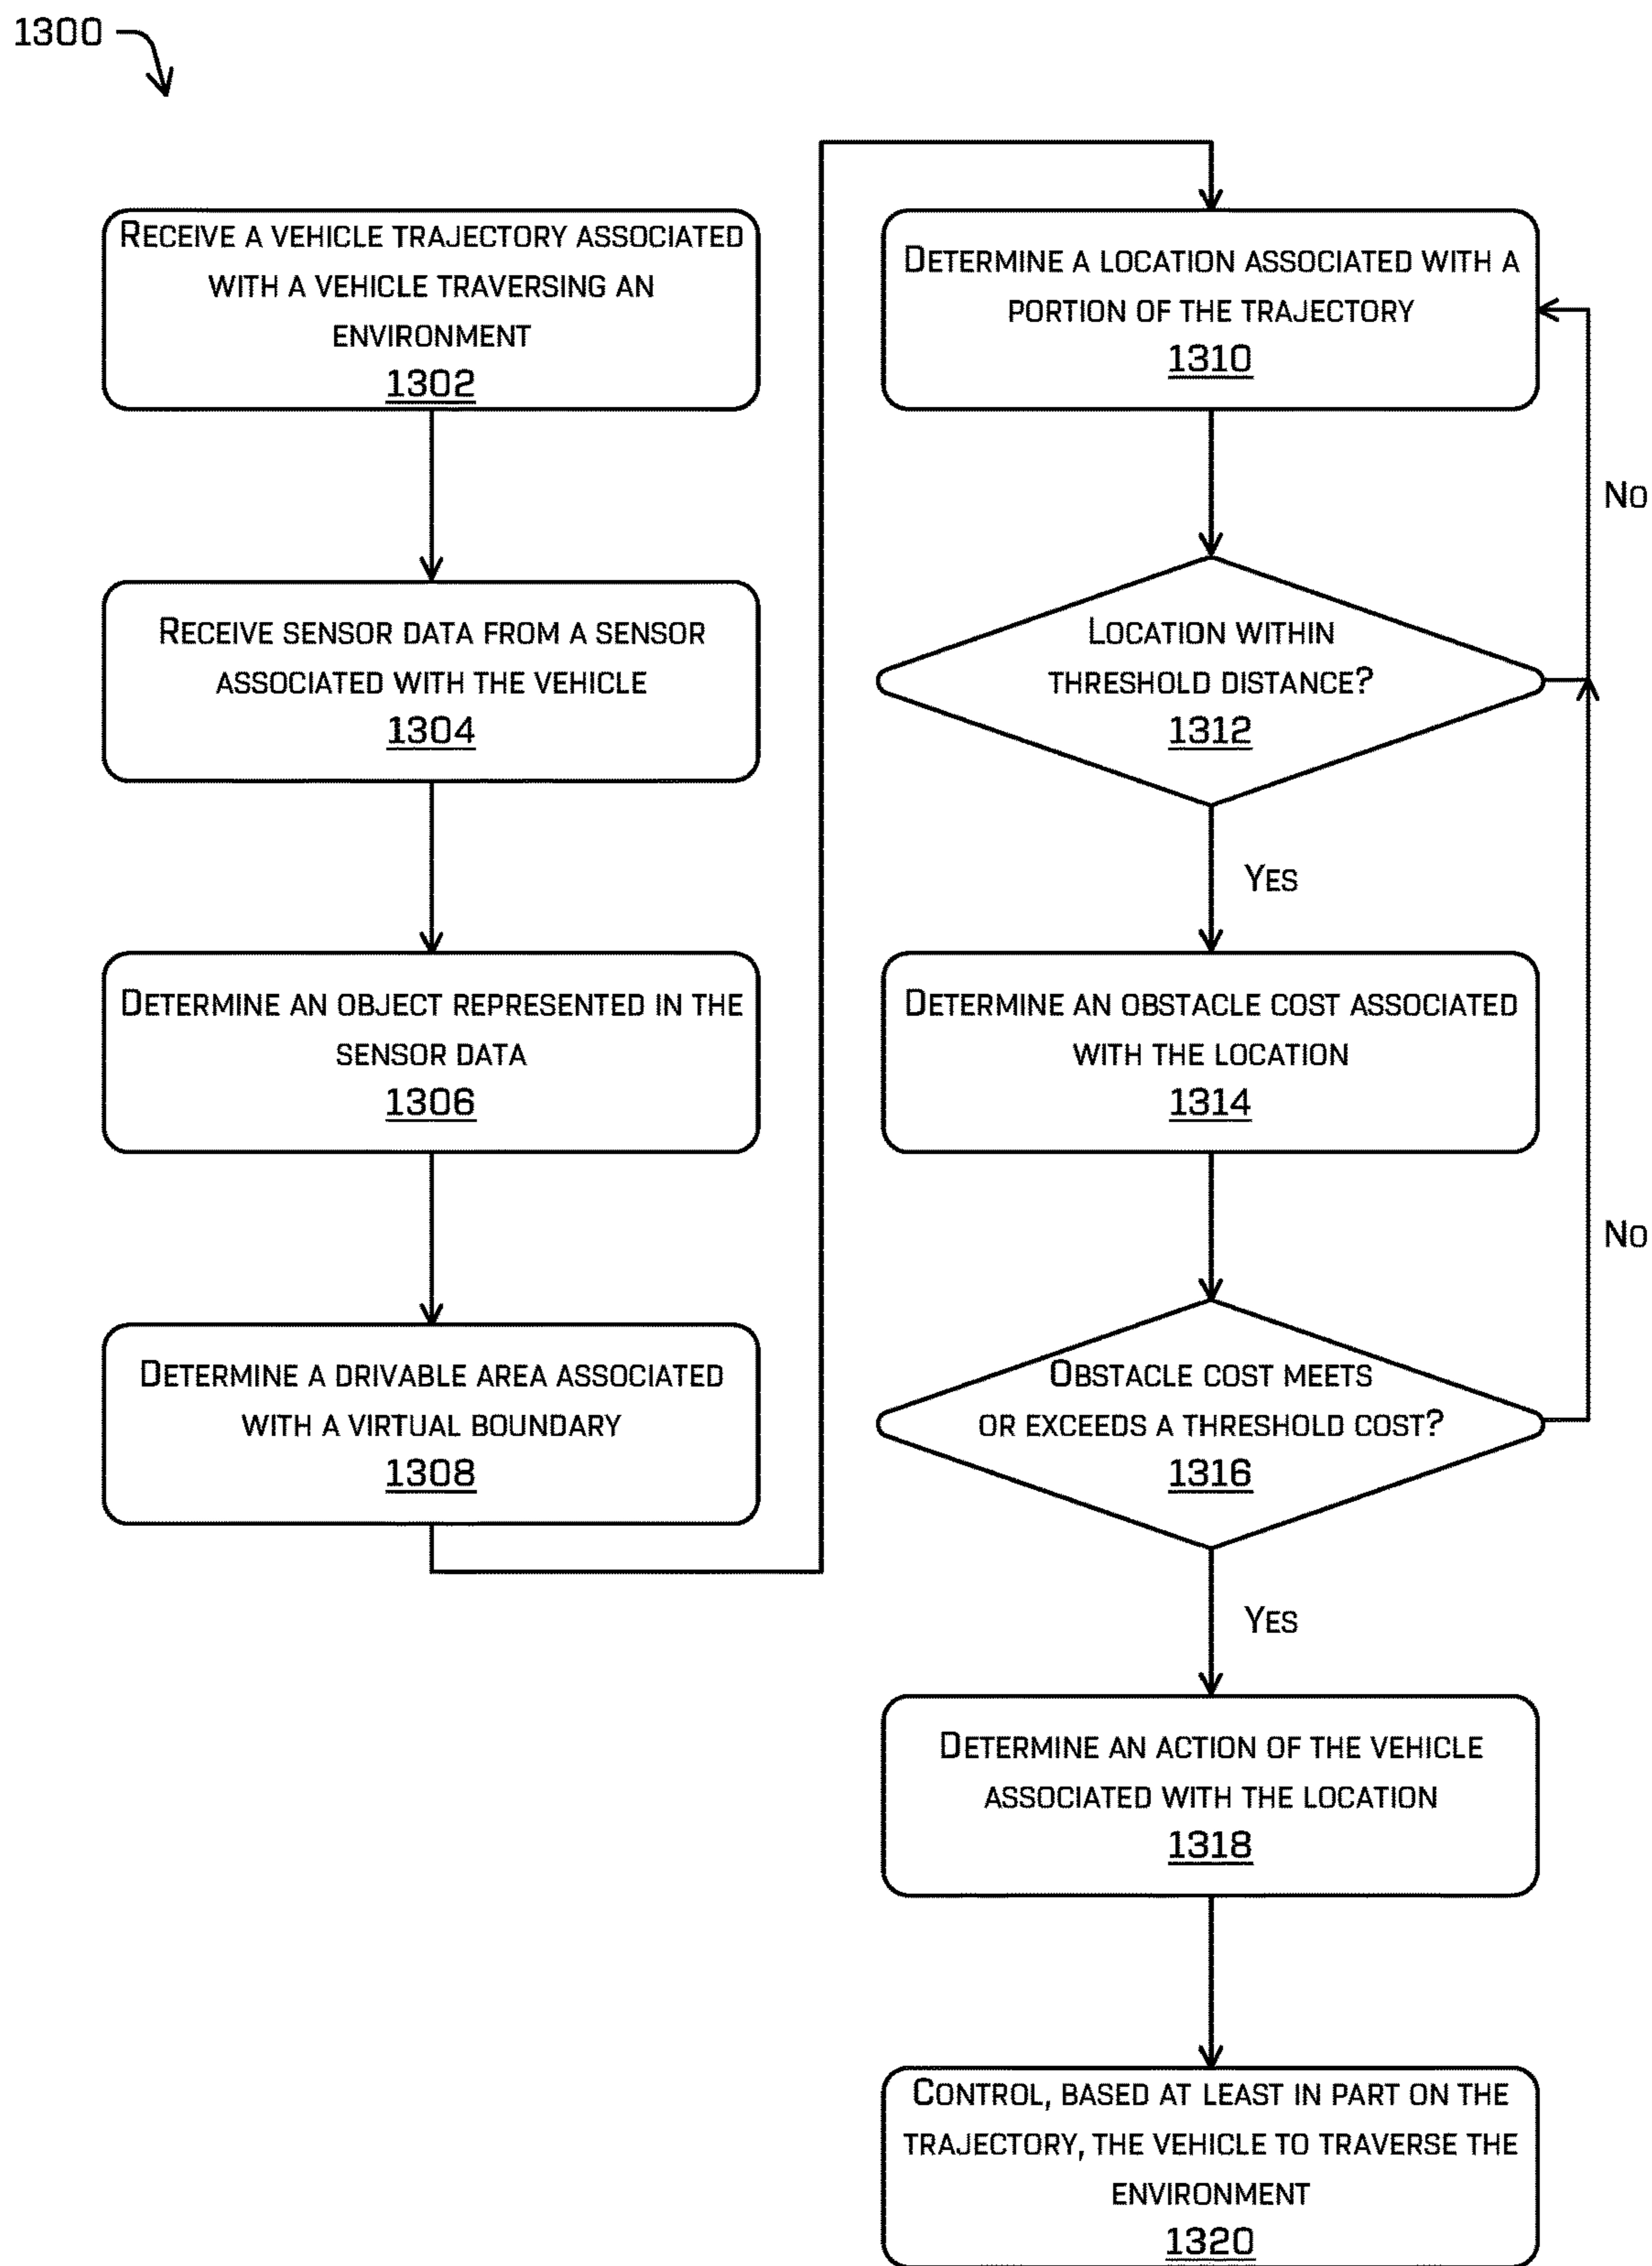 1300
RECEIVE A VEHICLE TRAJECTORY ASSOCIATED
WITH A VEHICLE TRAVERSING AN
ENVIRONMENT
1302
RECEIVE SENSOR DATA FROM A SENSOR
ASSOCIATED WITH THE VEHICLE
1304
DETERMINE AN OBJECT REPRESENTED IN THE
SENSOR DATA
1306
DETERMINE A DRIVABLE AREA ASSOCIATED
WITH A VIRTUAL BOUNDARY
1308
DETERMINE A LOCATION ASSOCIATED WITH A
PORTION OF THE TRAJECTORY
1310
NO
LOCATION WITHIN
THRESHOLD DISTANCE?
1312
YES
DETERMINE AN OBSTACLE COST ASSOCIATED
WITH THE LOCATION
1314
NO
OBSTACLE COST MEETS
OR EXCEEDS A THRESHOLD COST?
1316
YES
DETERMINE AN ACTION OF THE VEHICLE
ASSOCIATED WITH THE LOCATION
1318
CONTROL, BASED AT LEAST IN PART ON THE
TRAJECTORY, THE VEHICLE TO TRAVERSE THE
ENVIRONMENT
1320